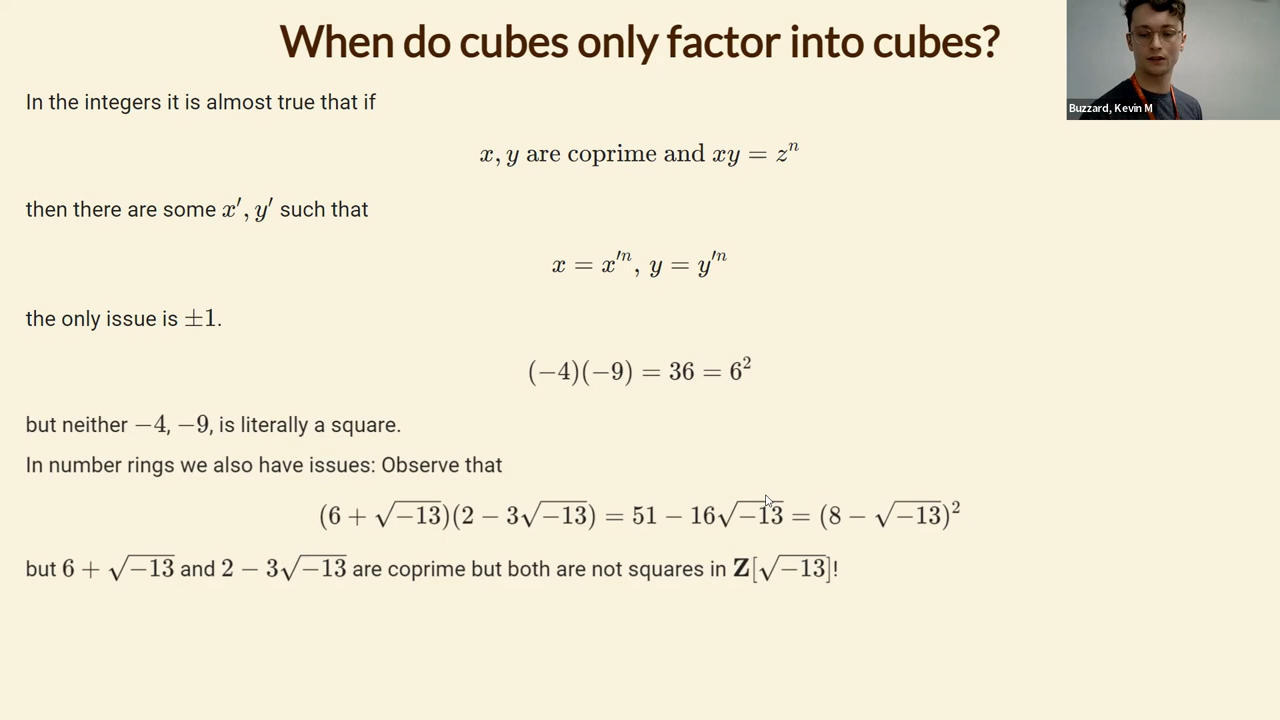 When do cubes only factor into cubes?
Buzzard, Kevin M
In the integers it is almost true that if
x, y are coprime and xy = zⁿ
then there are some x′, y′ such that
x = x′ⁿ, y = y′ⁿ
the only issue is ±1.
(−4)(−9) = 36 = 6²
but neither −4, −9, is literally a square.
In number rings we also have issues: Observe that
(6 + √−13)(2 − 3√−13) = 51 − 16√−13 = (8 − √−13)²
but 6 + √−13 and 2 − 3√−13 are coprime but both are not squares in Z[√−13]!